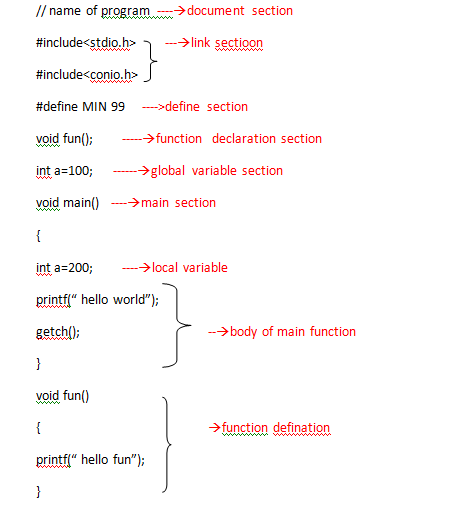 // name of program ----→document section
#include<stdio.h> ---→link sectioon
#include<conio.h>
#define MIN 99 ---->define section
void fun(); -----→function declaration section
int a=100; ------→global variable section
void main() ----→main section
{
int a=200; ----→local variable
printf(“ hello world”);
getch(); --→body of main function
}
void fun()
{ →function defination
printf(“ hello fun”);
}